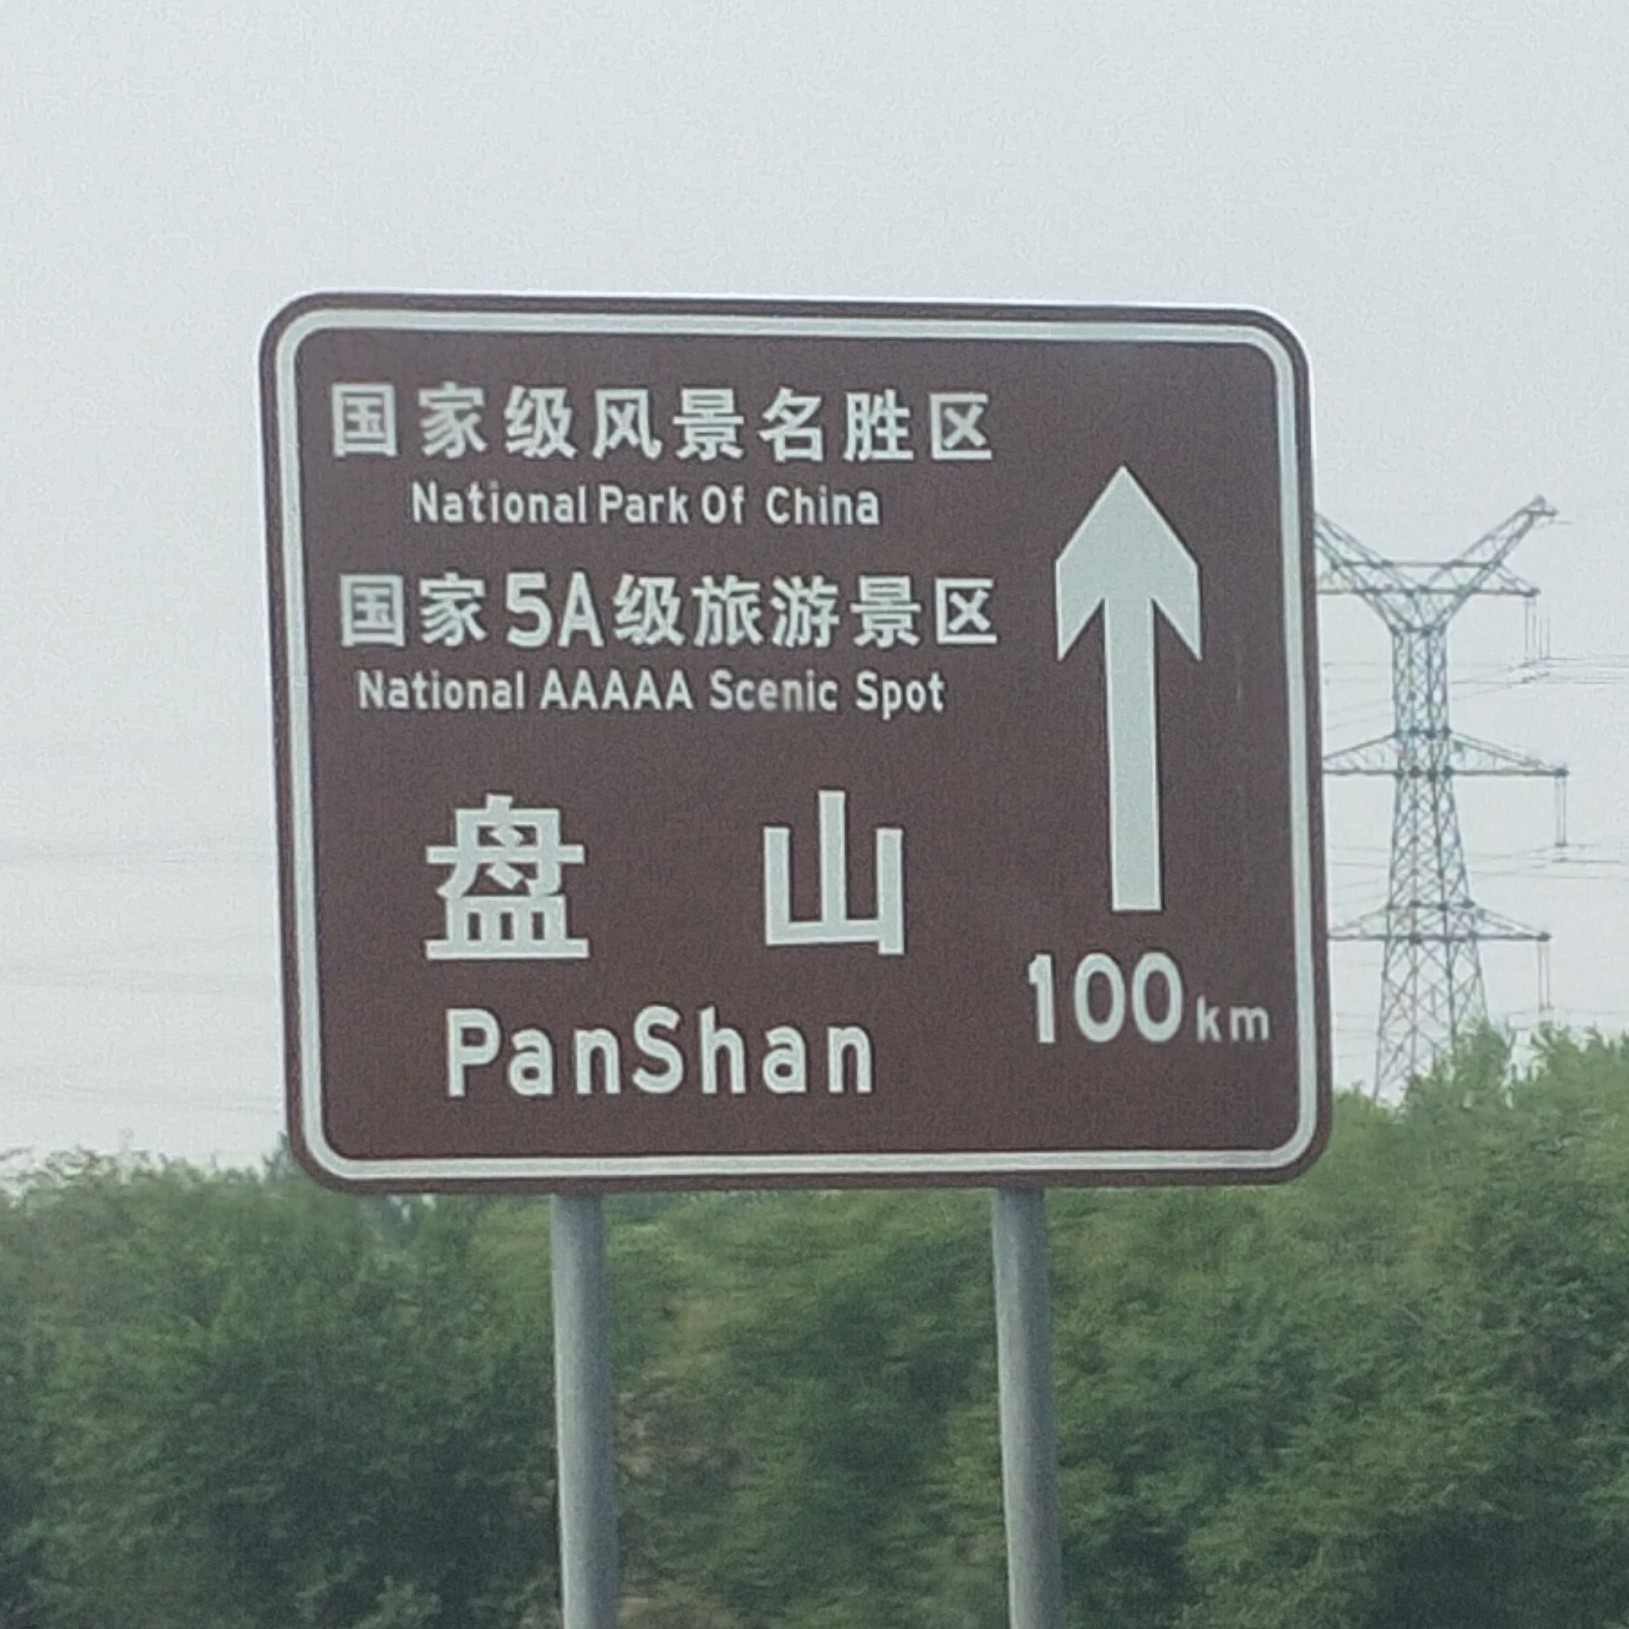 国家级风景名胜区
National Park Of China
国家5A级旅游景区
National AAAAA Scenic Spot
盘山
PanShan
100km